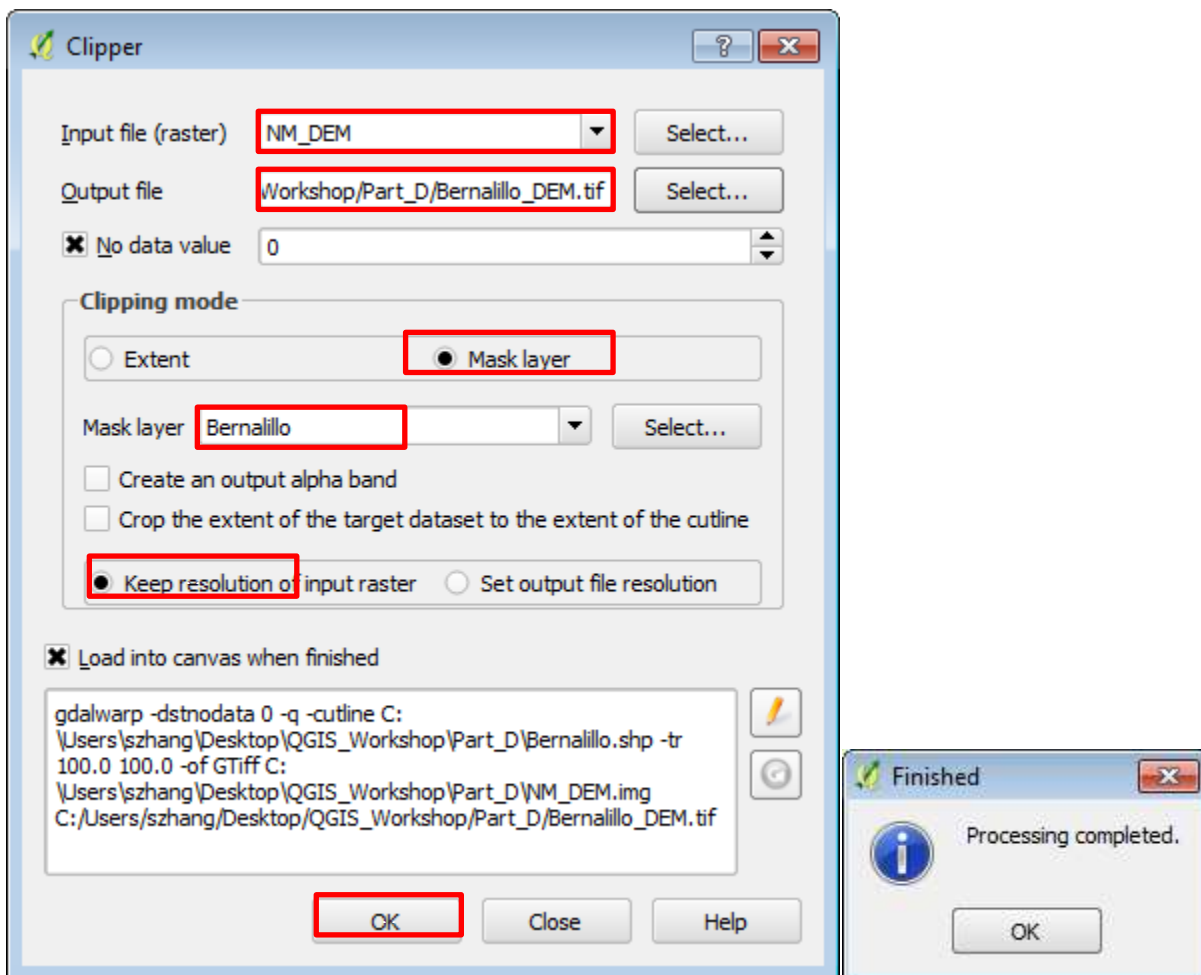 Clipper
Input file (raster) NM_DEM Select...
Output file Workshop/Part_D/Bernalillo_DEM.tif Select...
No data value 0
Clipping mode
Extent Mask layer
Mask layer Bernalillo Select...
Create an output alpha band
Crop the extent of the target dataset to the extent of the cutline
Keep resolution of input raster Set output file resolution
Load into canvas when finished
gdalwarp -dstnodata 0 -q -cutline C:
\Users\szhang\Desktop\QGIS_Workshop\Part_D\Bernalillo.shp -tr
100.0 100.0 -of GTiff C:
\Users\szhang\Desktop\QGIS_Workshop\Part_D\NM_DEM.img
C:/Users/szhang/Desktop/QGIS_Workshop/Part_D/Bernalillo_DEM.tif
OK Close Help
Finished
Processing completed.
OK